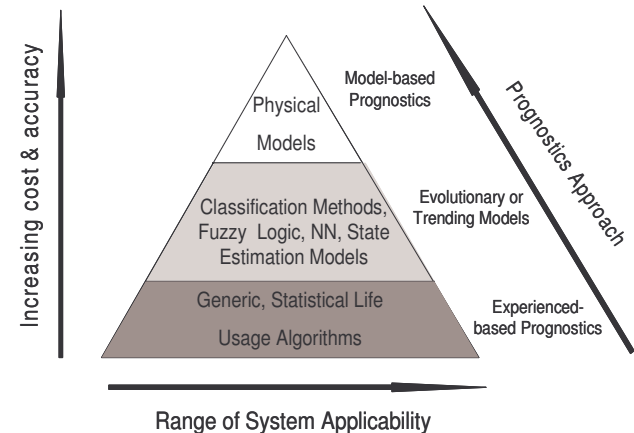 Increasing cost & accuracy
Physical
Models
Classification Methods,
Fuzzy Logic, NN, State
Estimation Models
Generic, Statistical Life
Usage Algorithms
Model-based
Prognostics
Evolutionary or
Trending Models
Experienced-
based Prognostics
Prognostics Approach
Range of System Applicability